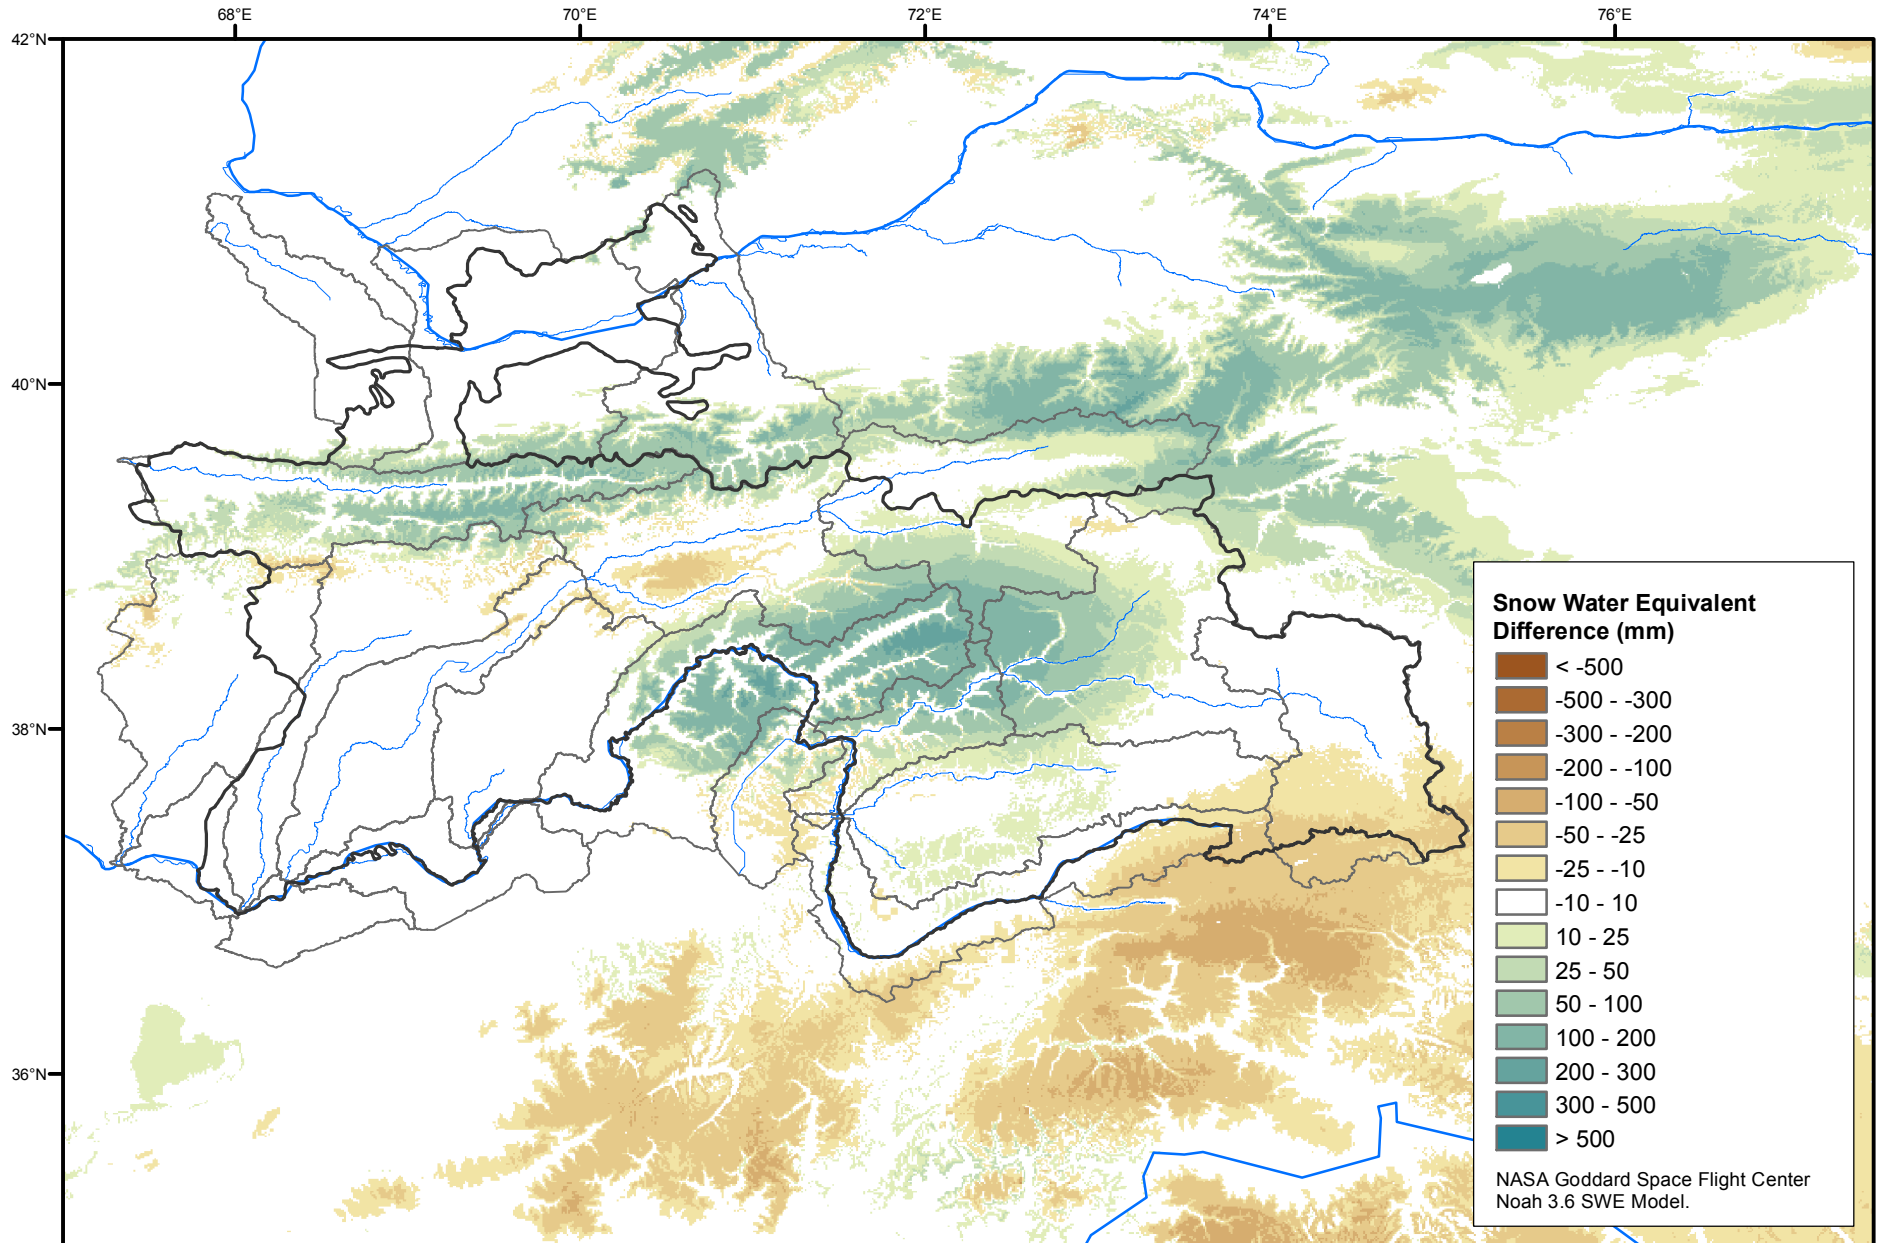 68°E 70°E 72°E 74°E 76°E
42°N
40°N
38°N
36°N
Snow Water Equivalent
Difference (mm)
< -500
-500 - -300
-300 - -200
-200 - -100
-100 - -50
-50 - -25
-25 - -10
-10 - 10
10 - 25
25 - 50
50 - 100
100 - 200
200 - 300
300 - 500
> 500
NASA Goddard Space Flight Center
Noah 3.6 SWE Model.